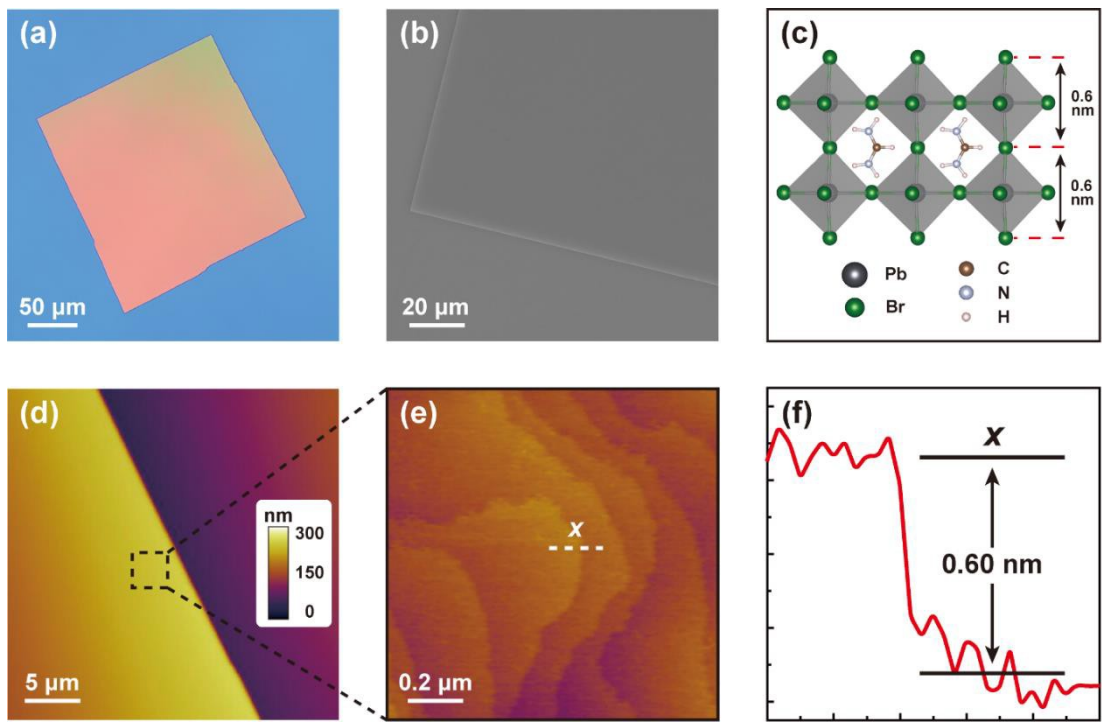 (a)
50 μm
(b)
20 μm
(c)
0.6
nm
0.6
nm
Pb
Br
C
N
H
(d)
nm
300
150
0
5 μm
(e)
x
0.2 μm
(f)
x
0.60 nm